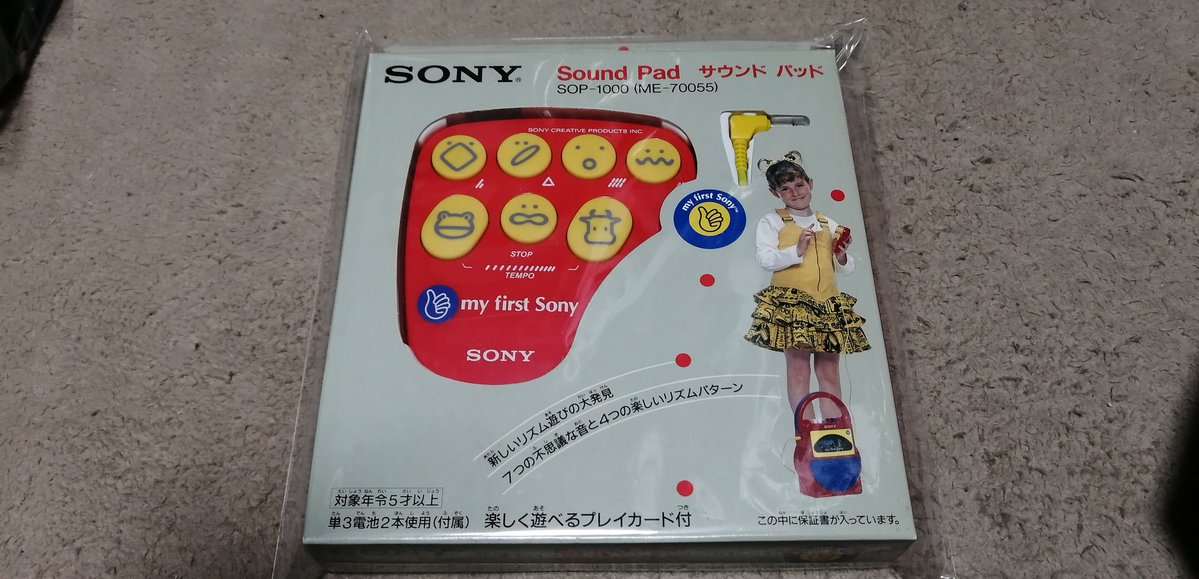 SONY®
Sound Pad サウンド パッド
SOP-1000 (ME-70055)
SONY CREATIVE PRODUCTS INC.
my first Sony™
STOP
TEMPO
my first Sony
SONY
新しいリズム遊びの大発見
7つの不思議な音と4つの楽しいリズムパターン
SONY
対象年令5才以上
単3電池2本使用(付属)
楽しく遊べるプレイカード付
この中に保証書が入っています。